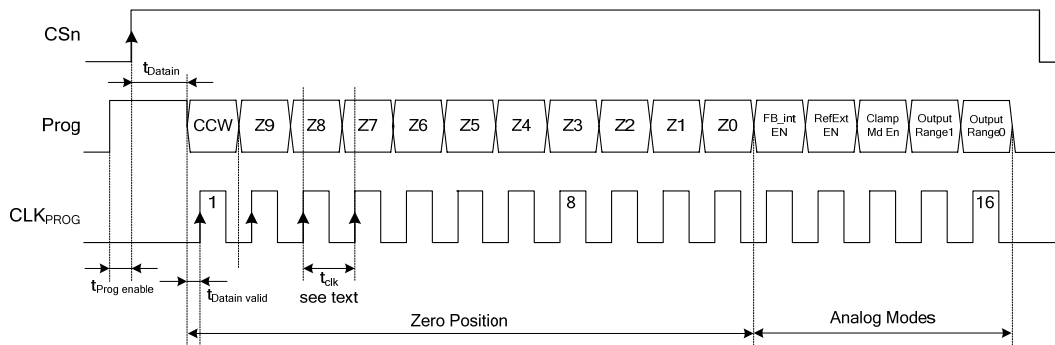 CSn
tDatain
Prog
CCW Z9 Z8 Z7 Z6 Z5 Z4 Z3 Z2 Z1 Z0 FB_int EN RefExt EN Clamp Md En Output Range1 Output Range0
CLKPROG
1 8 16
tProg enable
tDatain valid
tclk
see text
Zero Position
Analog Modes